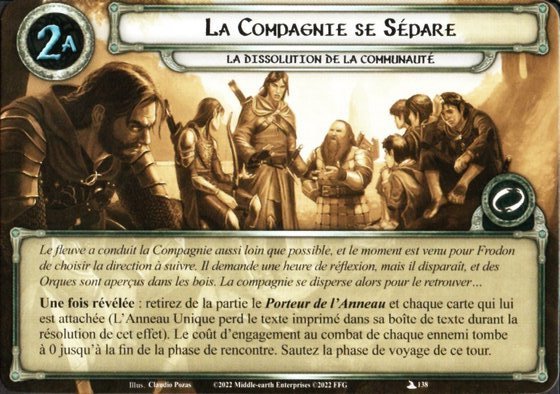 2A
La Compagnie se Sépare
La dissolution de la communauté
Le fleuve a conduit la Compagnie aussi loin que possible, et le moment est venu pour Frodon
de choisir la direction à suivre. Il demande une heure de réflexion, mais il disparaît, et des
Orques sont aperçus dans les bois. La compagnie se disperse alors pour le retrouver…
Une fois révélée : retirez de la partie le Porteur de l'Anneau et chaque carte qui lui
est attachée (L'Anneau Unique perd le texte imprimé dans sa boîte de texte durant la
résolution de cet effet). Le coût d'engagement au combat de chaque ennemi tombe
à 0 jusqu'à la fin de la phase de rencontre. Sautez la phase de voyage de ce tour.
Illus. Claudio Pozas ©2022 Middle-earth Enterprises ©2022 FFG 138